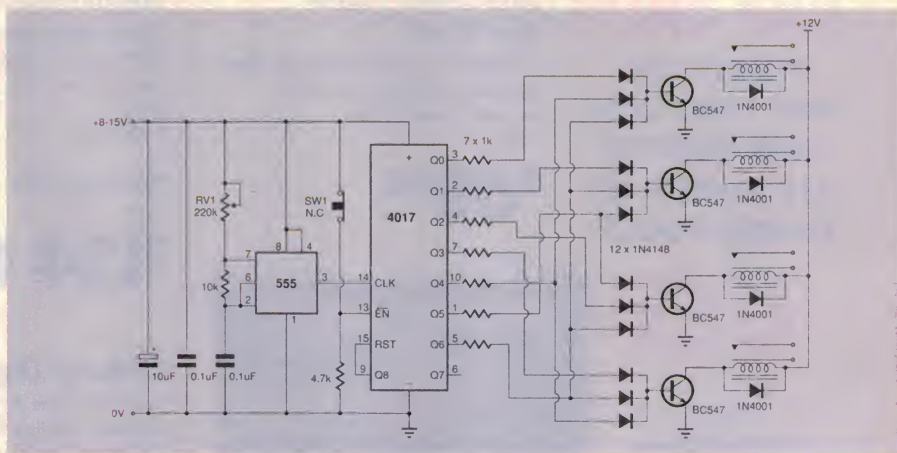 +12V
+8-15V
RV1
220k
10k
10uF
0.1uF
0.1uF
7
6
2
8
4
555
3
1
SW1
N.C
4.7k
4017
+
14 CLK
13 EN
15 RST
9 Q8
-
Q0 3
Q1 2
Q2 4
Q3 7
Q4 10
Q5 1
Q6 5
Q7 6
7 x 1k
12 x 1N4148
BC547
1N4001
BC547
1N4001
BC547
1N4001
BC547
1N4001
0V